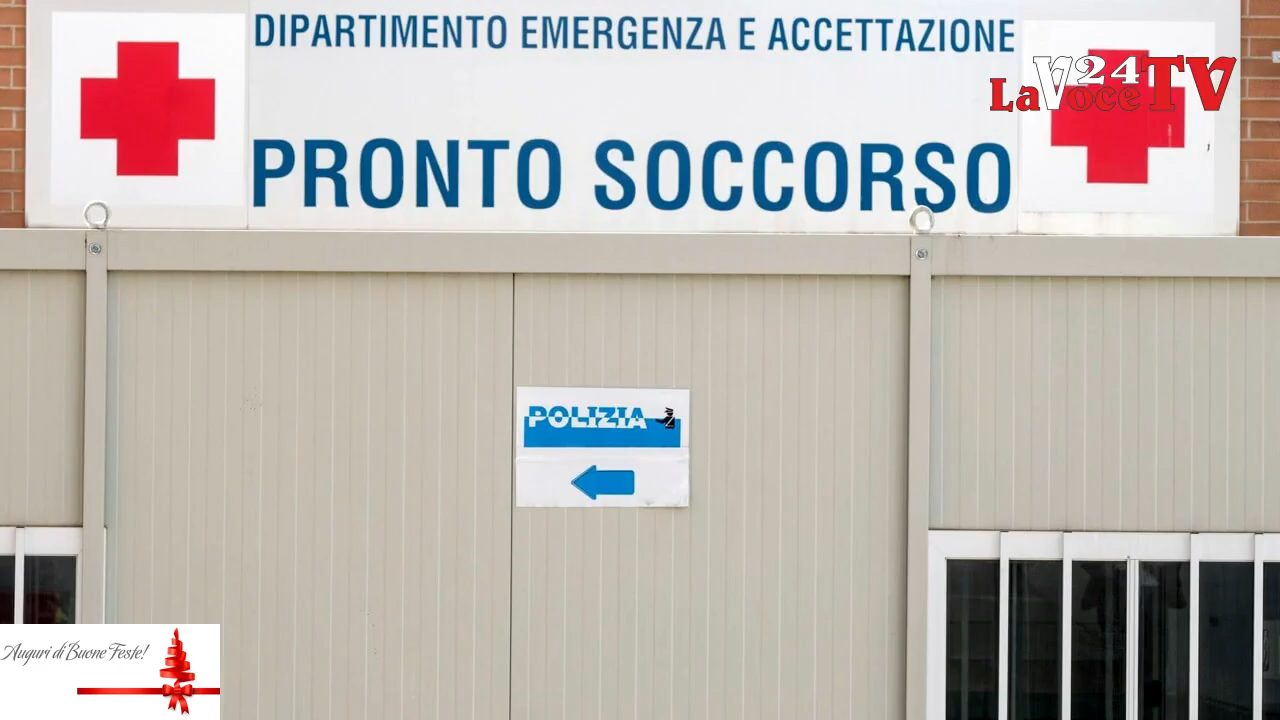 DIPARTIMENTO EMERGENZA E ACCETTAZIONE
LaVoce24TV
PRONTO SOCCORSO
POLIZIA
Auguri di Buone Feste!